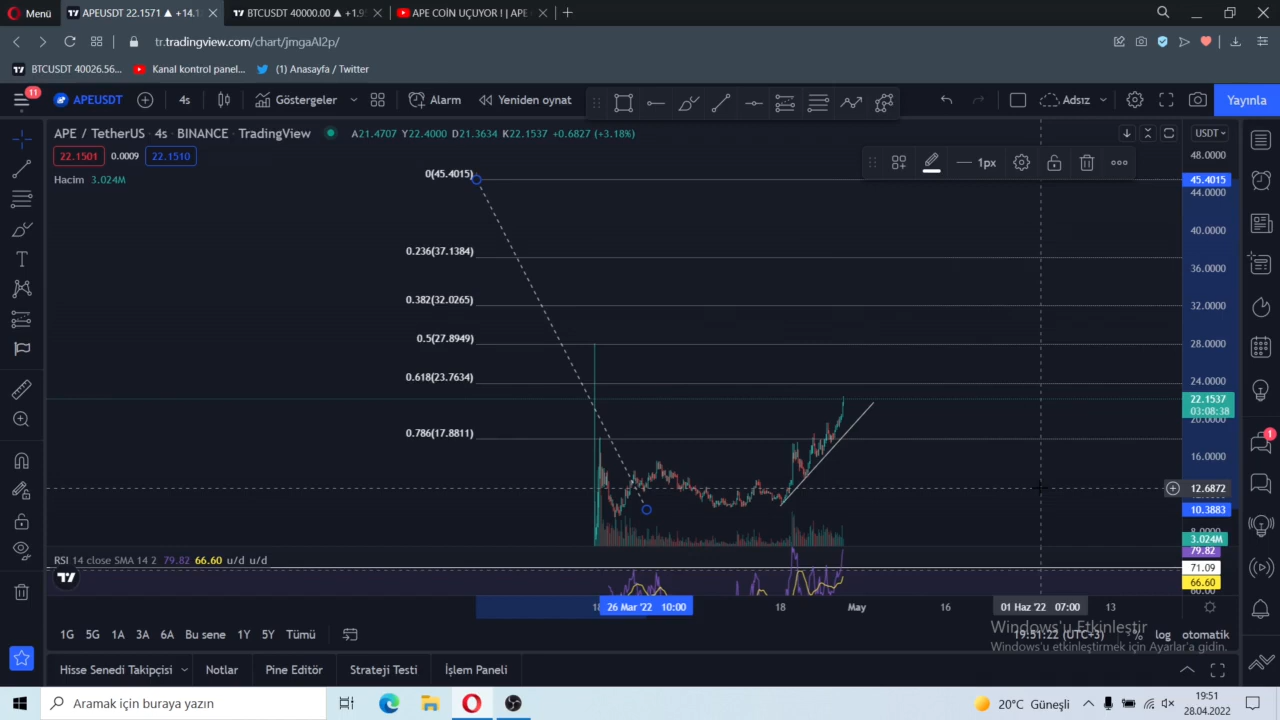 Menü
APEUSDT 22.1571 ▲ +14.1
BTCUSDT 40000.00 ▲ +1.9
APE COİN UÇUYOR ! | APE
tr.tradingview.com/chart/jmgaAI2p/
BTCUSDT 40026.56...
Kanal kontrol panel...
(1) Anasayfa / Twitter
11
APEUSDT
4s
Göstergeler
Alarm
Yeniden oynat
Adsız
Yayınla
APE / TetherUS · 4s · BINANCE · TradingView
A21.4707 Y22.4000 D21.3634 K22.1537 +0.6827 (+3.18%)
USDT
22.1501
0.0009
22.1510
1px
Hacim 3.024M
48.0000
0(45.4015)
45.4015
44.0000
40.0000
0.236(37.1384)
36.0000
0.382(32.0265)
32.0000
0.5(27.8949)
28.0000
0.618(23.7634)
24.0000
22.1537
03:08:38
20.0000
0.786(17.8811)
16.0000
1
12.6872
10.3883
8.0000
3.024M
RSI 14 close SMA 14 2 79.82 66.60 u/d u/d
79.82
71.09
66.60
60.00
26 Mar '22 10:00
18
May
16
01 Haz '22 07:00
13
1G 5G 1A 3A 6A Bu sene 1Y 5Y Tümü
19:51:22 (UTC+3)
%
log
otomatik
Windows'u Etkinleştir
Windows'u etkinleştirmek için Ayarlar'a gidin.
Hisse Senedi Takipçisi
Notlar
Pine Editör
Strateji Testi
İşlem Paneli
Aramak için buraya yazın
20°C Güneşli
19:51
28.04.2022